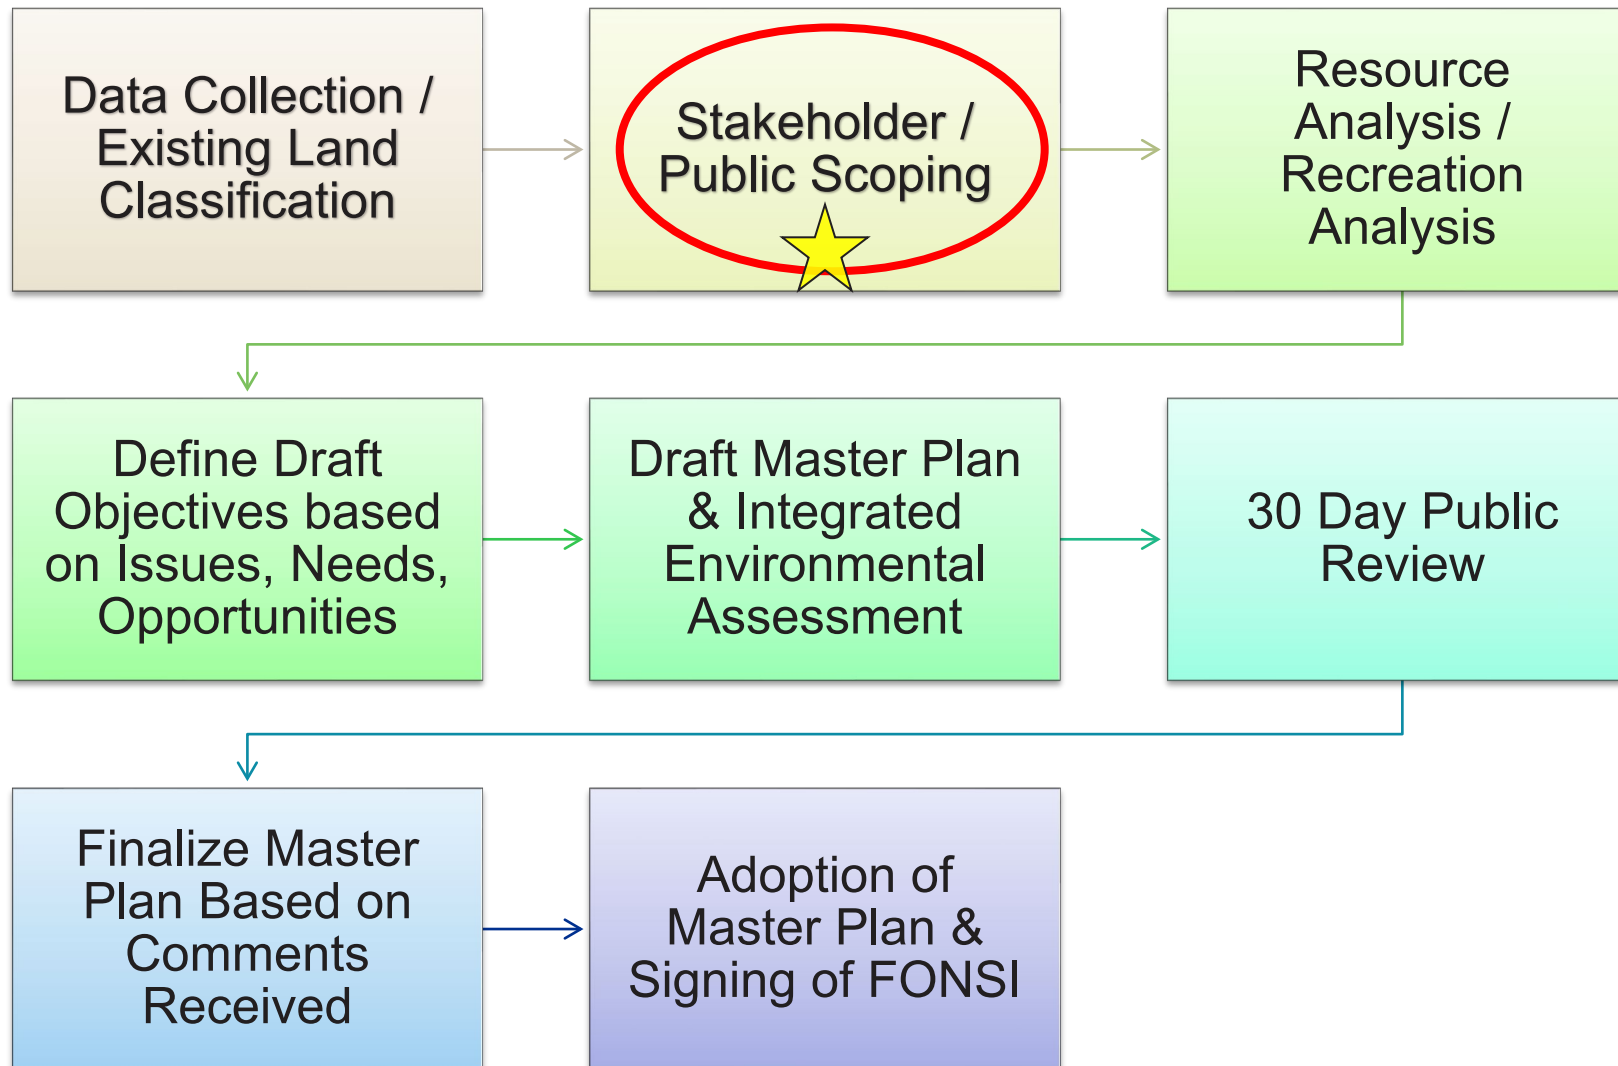 Data Collection /
Existing Land
Classification
Stakeholder /
Public Scoping
Resource
Analysis /
Recreation
Analysis
Define Draft
Objectives based
on Issues, Needs,
Opportunities
Draft Master Plan
& Integrated
Environmental
Assessment
30 Day Public
Review
Finalize Master
Plan Based on
Comments
Received
Adoption of
Master Plan &
Signing of FONSI